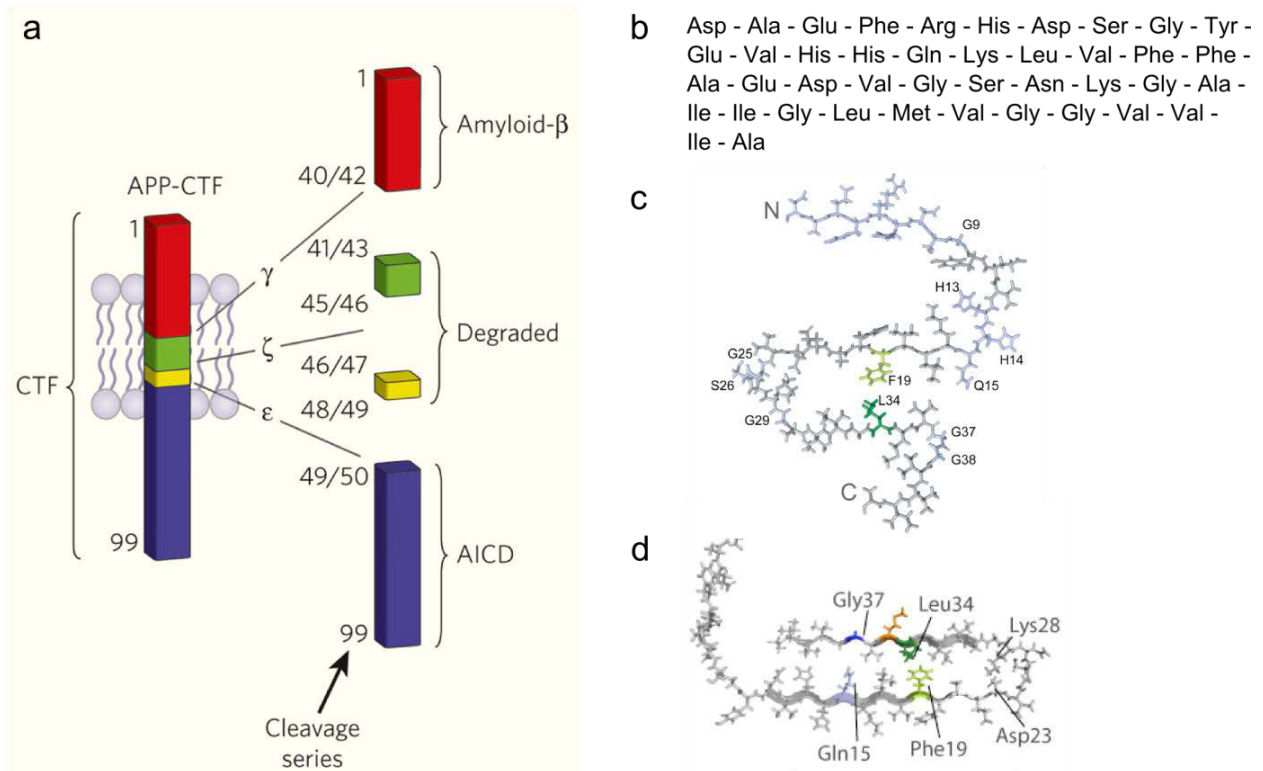 a
1
Amyloid-β
40/42
APP-CTF
1
41/43
γ
45/46
Degraded
ζ
46/47
CTF
ε
48/49
49/50
99
AICD
99
Cleavage
series
b
Asp - Ala - Glu - Phe - Arg - His - Asp - Ser - Gly - Tyr -
Glu - Val - His - His - Gln - Lys - Leu - Val - Phe - Phe -
Ala - Glu - Asp - Val - Gly - Ser - Asn - Lys - Gly - Ala -
Ile - Ile - Gly - Leu - Met - Val - Gly - Gly - Val - Val -
Ile - Ala
c
N
G9
H13
H14
G25
S26
F19
Q15
L34
G29
G37
G38
C
d
Gly37
Leu34
Lys28
Gln15
Phe19
Asp23